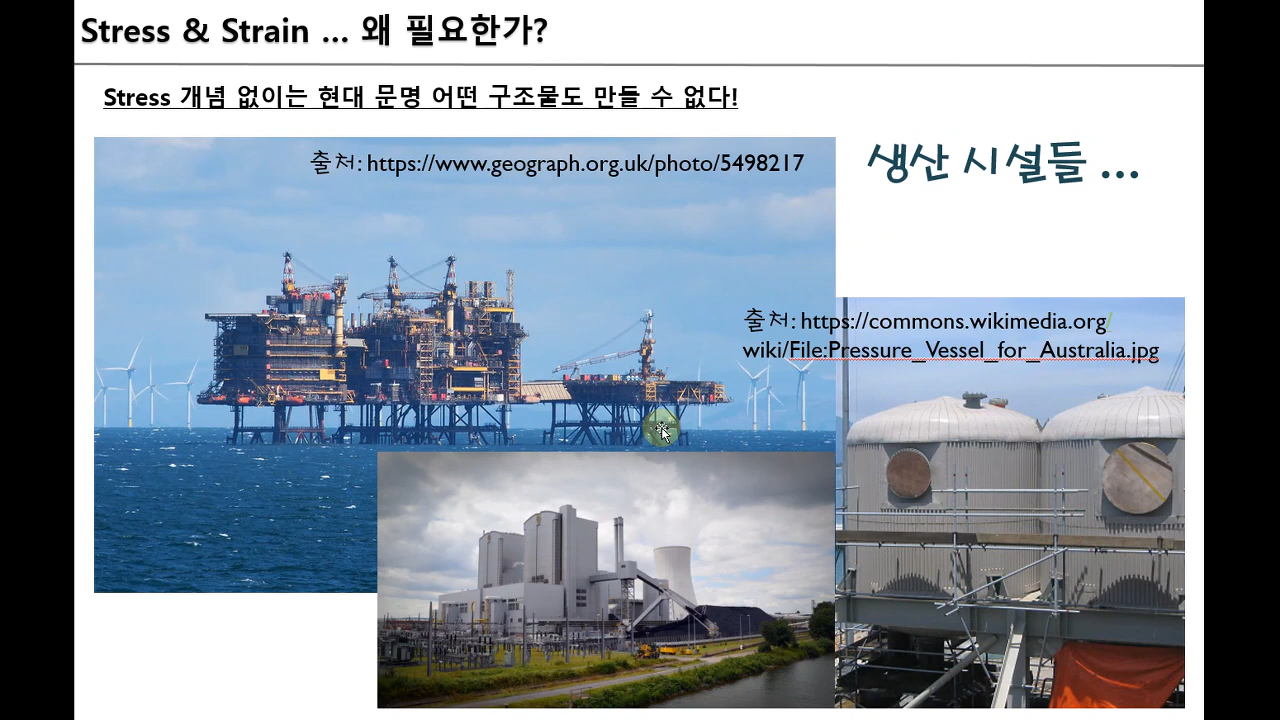 Stress & Strain ... 왜 필요한가?
Stress 개념 없이는 현대 문명 어떤 구조물도 만들 수 없다!
출처: https://www.geograph.org.uk/photo/5498217
생산 시설들 ...
출처: https://commons.wikimedia.org/
wiki/File:Pressure_Vessel_for_Australia.jpg